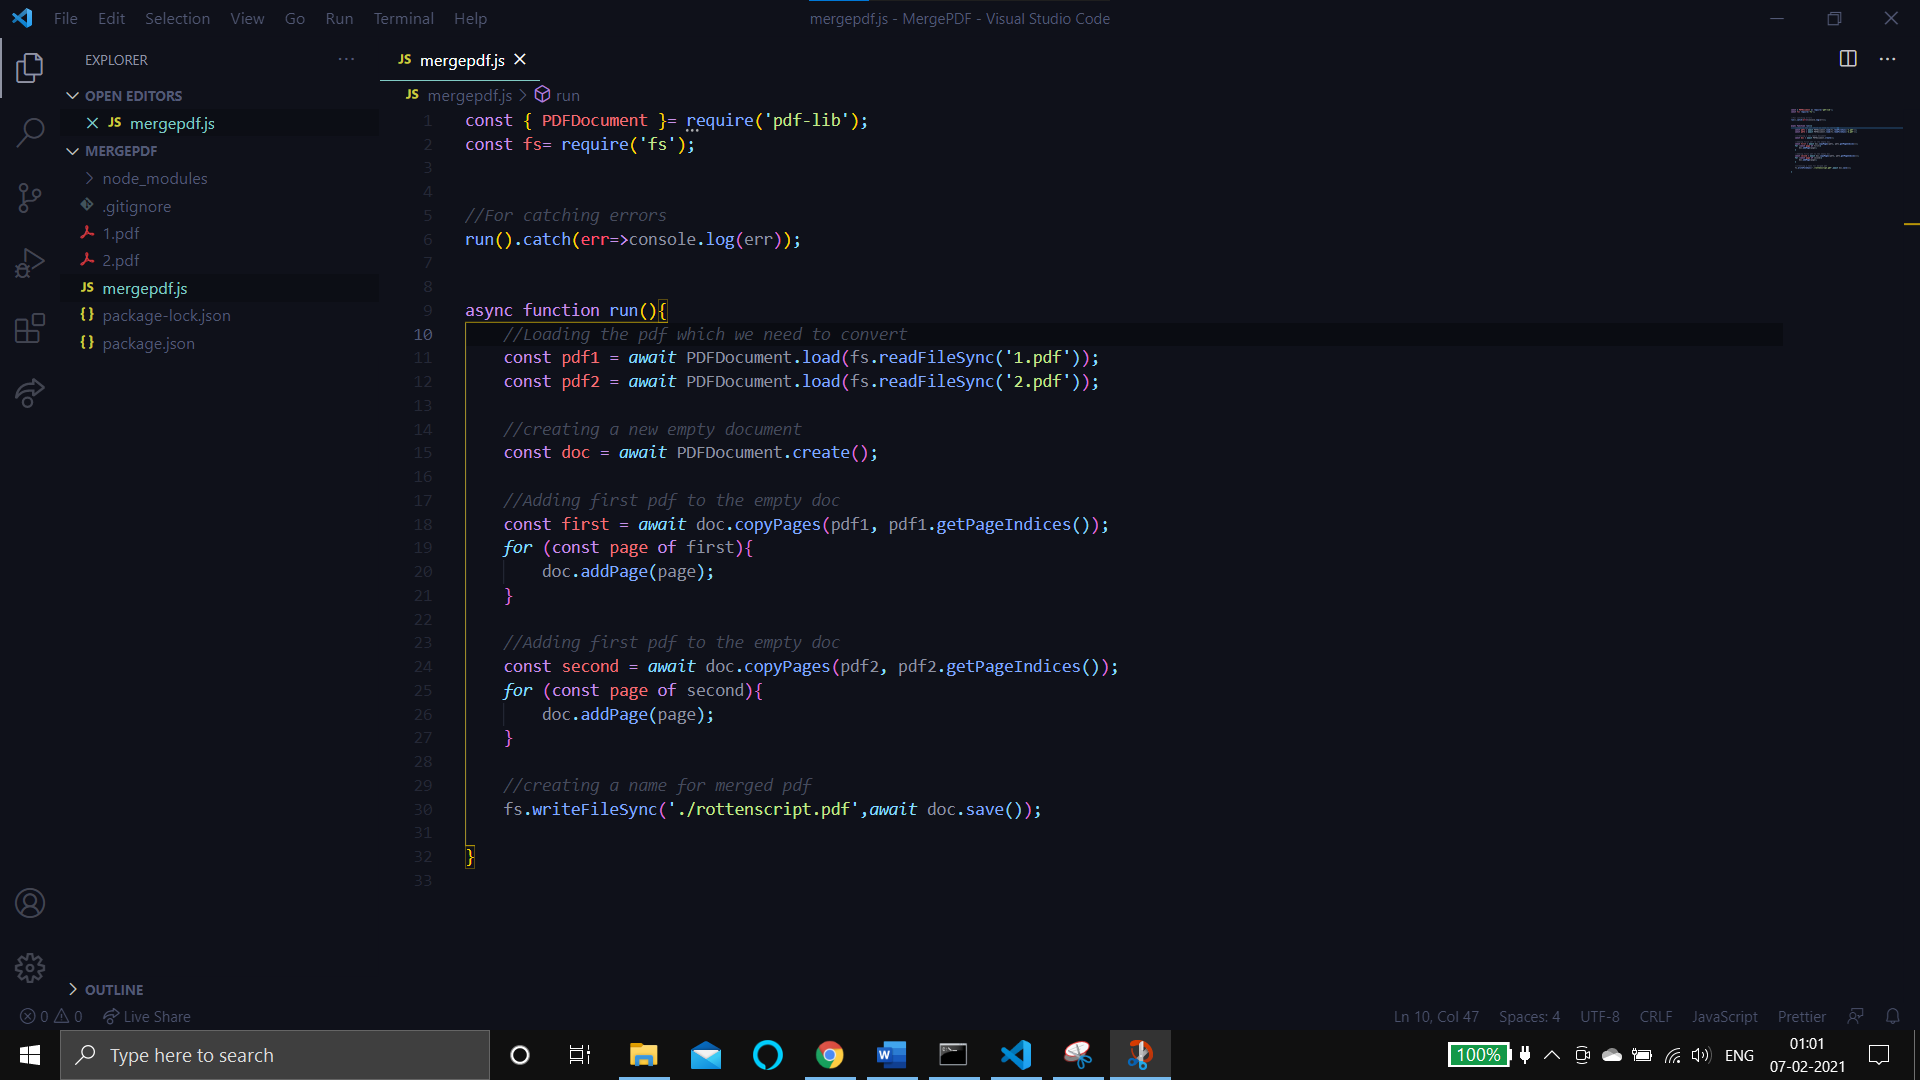 File Edit Selection View Go Run Terminal Help
mergepdf.js - MergePDF - Visual Studio Code
EXPLORER
OPEN EDITORS
JS mergepdf.js
MERGEPDF
node_modules
.gitignore
1.pdf
2.pdf
JS mergepdf.js
{} package-lock.json
{} package.json
OUTLINE
JS mergepdf.js
JS mergepdf.js > run
1 const { PDFDocument }= require('pdf-lib');
2 const fs= require('fs');
3
4
5 //For catching errors
6 run().catch(err=>console.log(err));
7
8
9 async function run(){
10 //Loading the pdf which we need to convert
11 const pdf1 = await PDFDocument.load(fs.readFileSync('1.pdf'));
12 const pdf2 = await PDFDocument.load(fs.readFileSync('2.pdf'));
13
14 //creating a new empty document
15 const doc = await PDFDocument.create();
16
17 //Adding first pdf to the empty doc
18 const first = await doc.copyPages(pdf1, pdf1.getPageIndices());
19 for (const page of first){
20 doc.addPage(page);
21 }
22
23 //Adding first pdf to the empty doc
24 const second = await doc.copyPages(pdf2, pdf2.getPageIndices());
25 for (const page of second){
26 doc.addPage(page);
27 }
28
29 //creating a name for merged pdf
30 fs.writeFileSync('./rottenscript.pdf',await doc.save());
31
32 }
33
0 0 Live Share
Ln 10, Col 47 Spaces: 4 UTF-8 CRLF JavaScript Prettier
Type here to search
100% ENG
01:01
07-02-2021